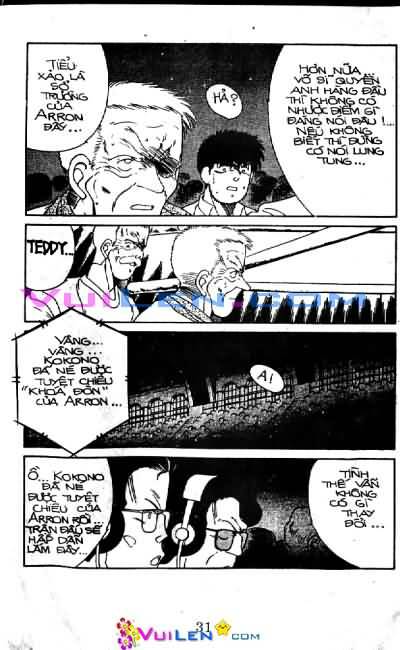 TIỂU
XẢO LÀ
SỞ
TRƯỜNG
CỦA
ARRON
ĐẤY...
HẢ?
HƠN NỮA
VÕ SĨ QUYỀN
ANH HẠNG ĐẤU
THÌ KHÔNG CÓ
NHƯỢC ĐIỂM GÌ
ĐÁNG NÓI ĐÂU!...
NẾU KHÔNG
BIẾT THÌ ĐỪNG
CÓ NÓI LUNG
TUNG...
TEDDY...
VUILEN.COM
VÂNG...
VÂNG...
KOKONO
ĐÃ NÉ ĐƯỢC
TUYỆT CHIÊU
"KHOÁ ĐÒN"
CỦA ARRON...
A!
Ồ... KOKONO
ĐÃ NÉ
ĐƯỢC TUYỆT
CHIÊU CỦA
ARRON RỒI...
TRẬN ĐẤU SẼ
HẤP DẪN
LẮM ĐÂY...
TÌNH
THẾ VẪN
KHÔNG
CÓ GÌ
THAY
ĐỔI...
31
VUILEN.COM